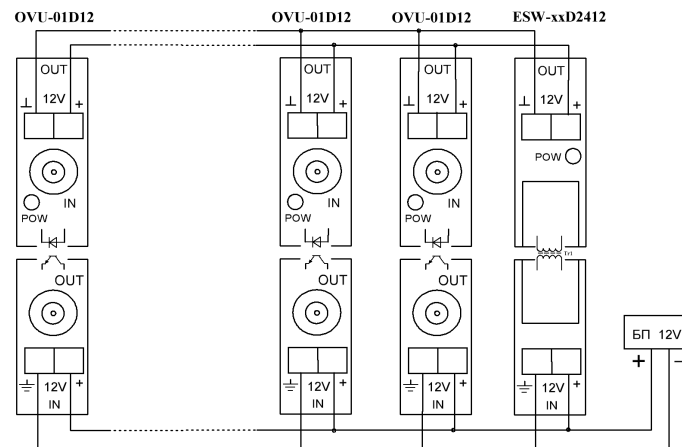 OVU-01D12 OVU-01D12 OVU-01D12 ESW-xxD2412
OUT OUT OUT OUT
⊥ 12V + ⊥ 12V + ⊥ 12V + ⊥ 12V +
POW
IN IN IN
POW POW POW
Tr1
OUT OUT OUT
БП 12V
+ −
12V + 12V + 12V + 12V +
IN IN IN IN